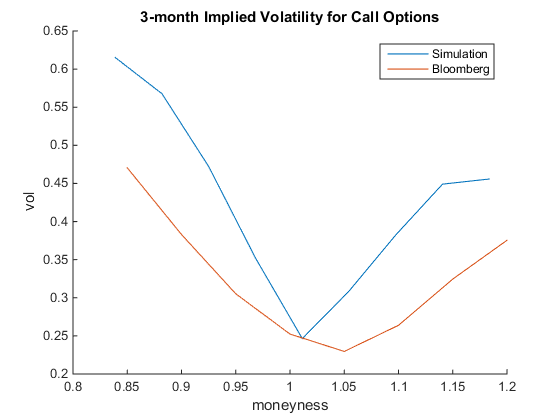 3-month Implied Volatility for Call Options
0.65
0.6
0.55
0.5
0.45
0.4
0.35
0.3
0.25
0.2
vol
Simulation
Bloomberg
0.8 0.85 0.9 0.95 1 1.05 1.1 1.15 1.2
moneyness